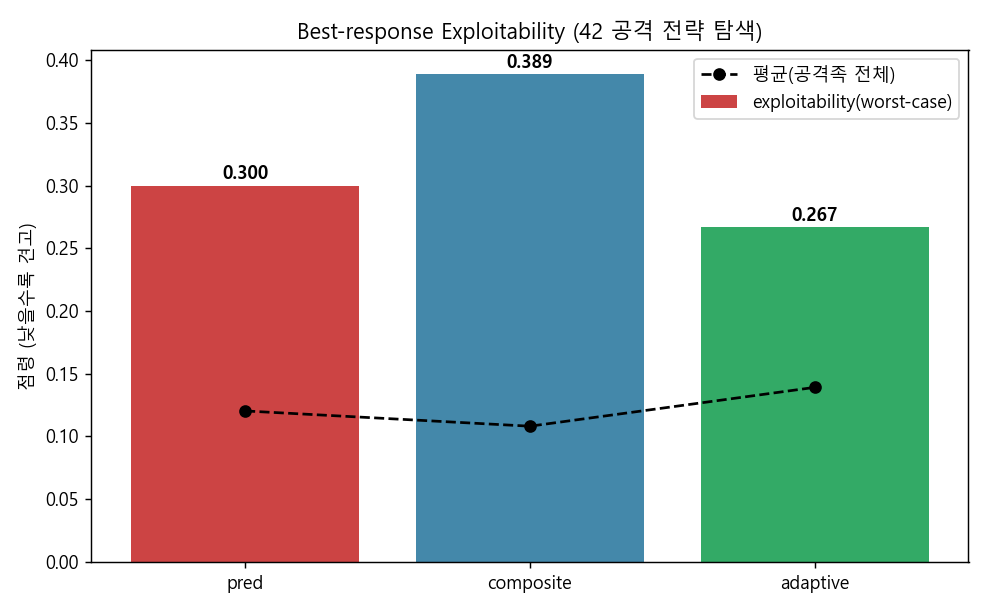 Best-response Exploitability (42 공격 전략 탐색)
점령 (낮을수록 견고)
0.40
0.35
0.30
0.25
0.20
0.15
0.10
0.05
0.00
0.300
0.389
0.267
평균(공격족 전체)
exploitability(worst-case)
pred
composite
adaptive